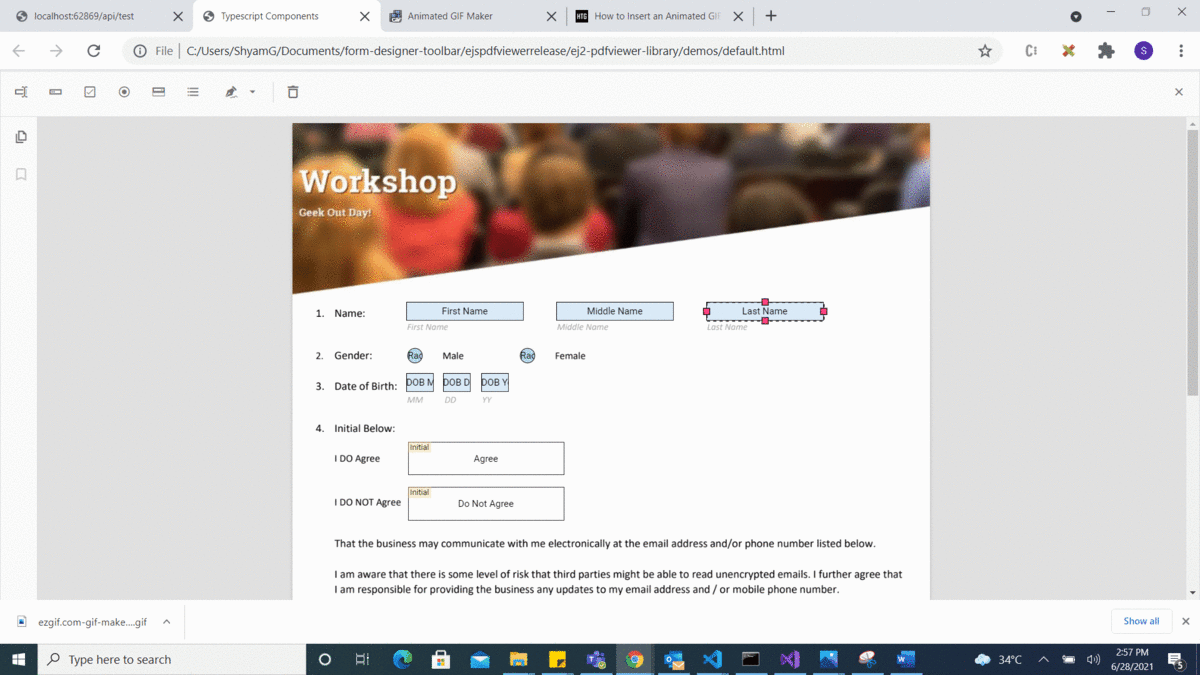 localhost:62869/api/test
Typescript Components
Animated GIF Maker
HTG How to Insert an Animated GIF
File C:/Users/ShyamG/Documents/form-designer-toolbar/ejspdfviewerrelease/ej2-pdfviewer-library/demos/default.html
S
Workshop
Geek Out Day!
1. Name: First Name Middle Name Last Name
First Name Middle Name Last Name
2. Gender: Rac Male Rac Female
3. Date of Birth: DOB M DOB D DOB Y
MM DD YY
4. Initial Below:
Initial
I DO Agree Agree
Initial
I DO NOT Agree Do Not Agree
That the business may communicate with me electronically at the email address and/or phone number listed below.
I am aware that there is some level of risk that third parties might be able to read unencrypted emails. I further agree that
I am responsible for providing the business any updates to my email address and / or mobile phone number.
ezgif.com-gif-make....gif
Show all
Type here to search
34°C
2:57 PM
6/28/2021
5